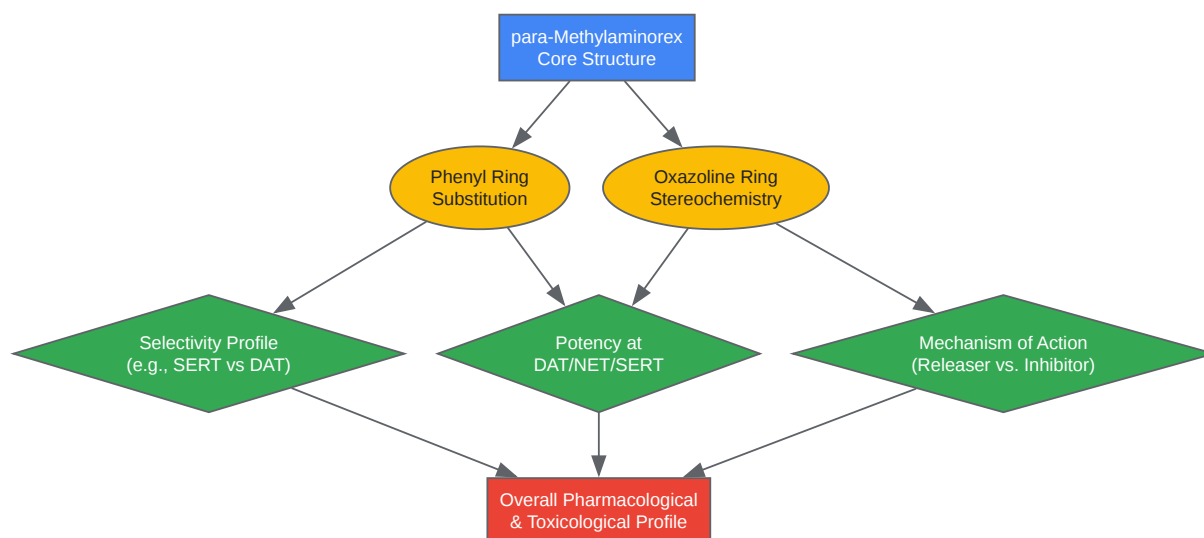 para-Methylaminorex
Core Structure
Phenyl Ring
Substitution
Oxazoline Ring
Stereochemistry
Selectivity Profile
(e.g., SERT vs DAT)
Potency at
DAT/NET/SERT
Mechanism of Action
(Releaser vs. Inhibitor)
Overall Pharmacological
& Toxicological Profile